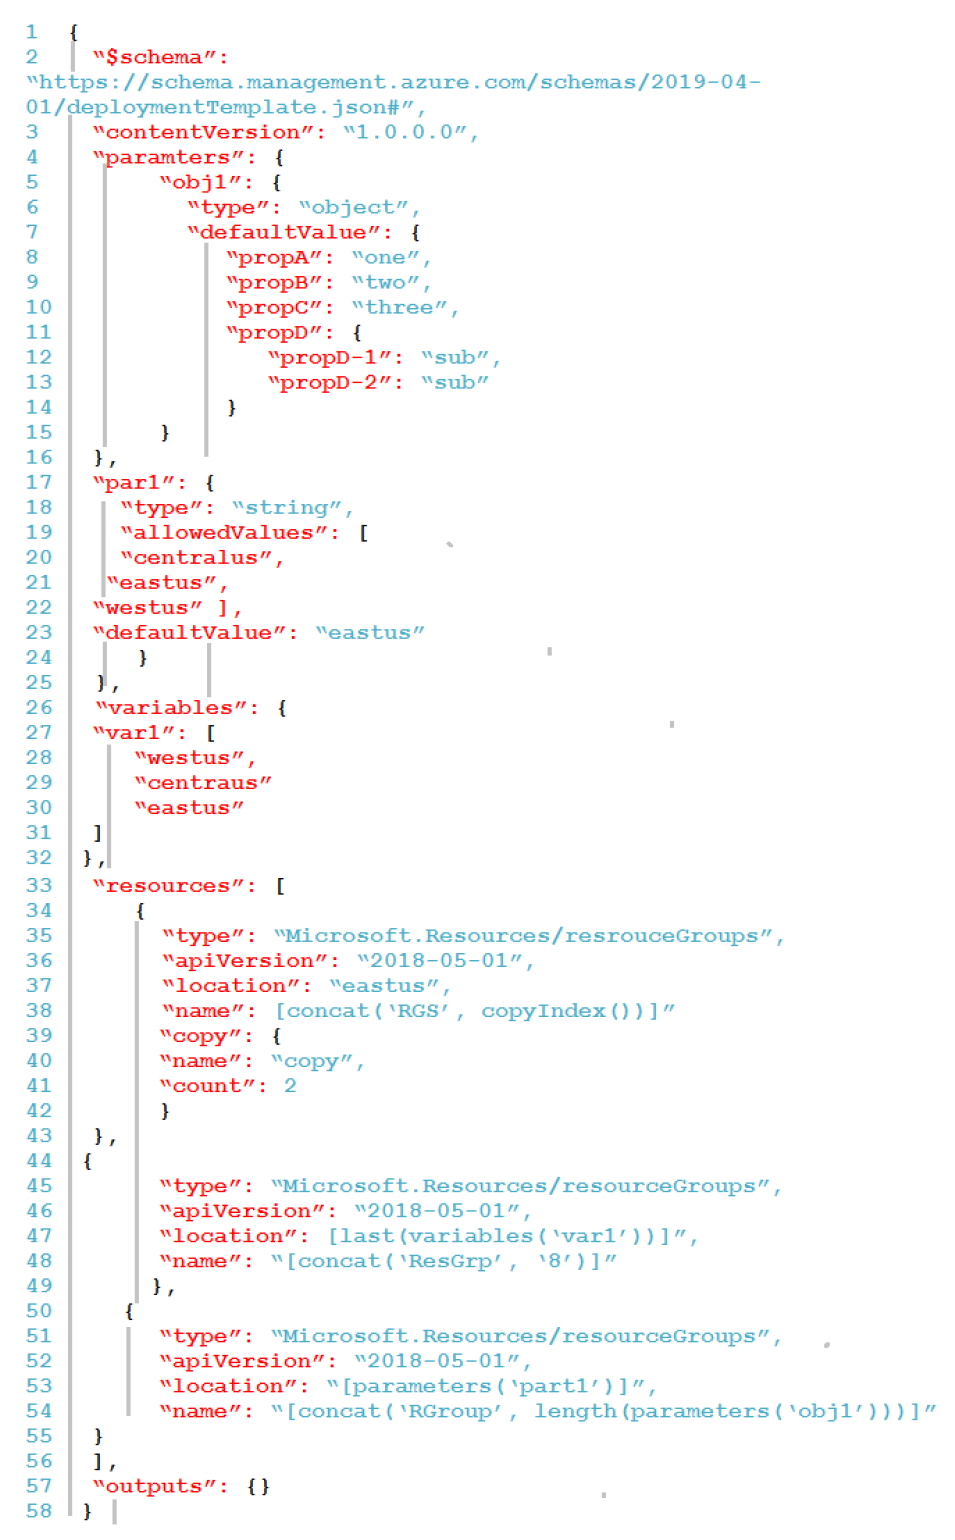 1 {
2 “$schema”:
“https://schema.management.azure.com/schemas/2019-04-
01/deploymentTemplate.json#”,
3 “contentVersion”: “1.0.0.0”,
4 “paramters”: {
5 “obj1”: {
6 “type”: “object”,
7 “defaultValue”: {
8 “propA”: “one”,
9 “propB”: “two”,
10 “propC”: “three”,
11 “propD”: {
12 “propD-1”: “sub”,
13 “propD-2”: “sub”
14 }
15 }
16 },
17 “par1”: {
18 “type”: “string”,
19 “allowedValues”: [
20 “centralus”,
21 “eastus”,
22 “westus” ],
23 “defaultValue”: “eastus”
24 }
25 },
26 “variables”: {
27 “var1”: [
28 “westus”,
29 “centraus”
30 “eastus”
31 ]
32 },
33 “resources”: [
34 {
35 “type”: “Microsoft.Resources/resrouceGroups”,
36 “apiVersion”: “2018-05-01”,
37 “location”: “eastus”,
38 “name”: [concat(‘RGS’, copyIndex())]”
39 “copy”: {
40 “name”: “copy”,
41 “count”: 2
42 }
43 },
44 {
45 “type”: “Microsoft.Resources/resourceGroups”,
46 “apiVersion”: “2018-05-01”,
47 “location”: [last(variables(‘var1’))]”,
48 “name”: “[concat(‘ResGrp’, ‘8’)]”
49 },
50 {
51 “type”: “Microsoft.Resources/resourceGroups”,
52 “apiVersion”: “2018-05-01”,
53 “location”: “[parameters(‘part1’)]”,
54 “name”: “[concat(‘RGroup’, length(parameters(‘obj1’)))]”
55 }
56 ],
57 “outputs”: {}
58 }